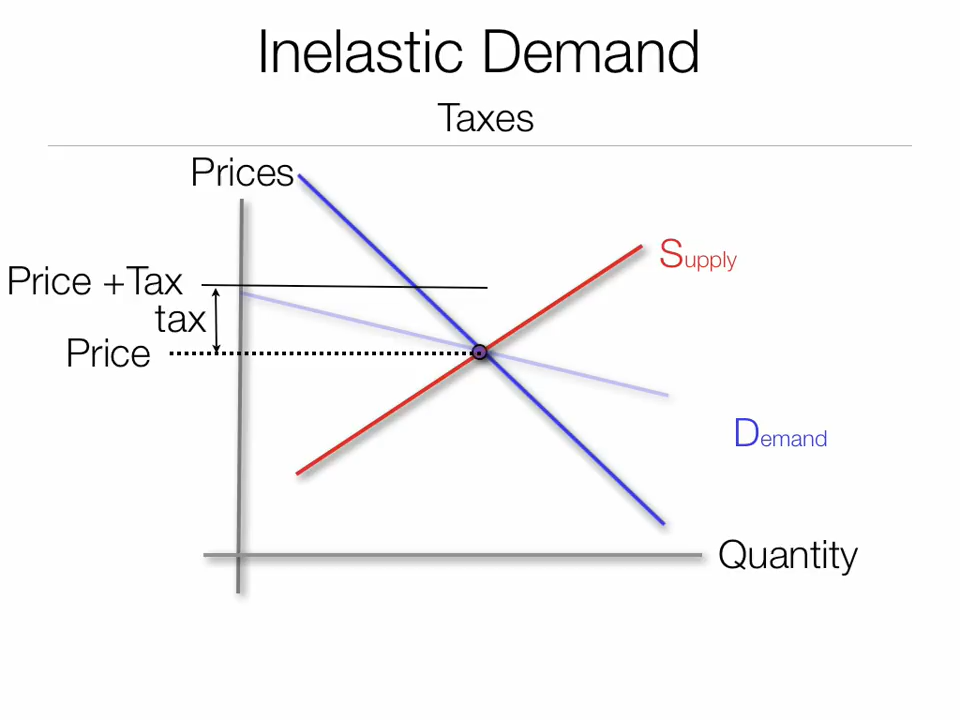 Inelastic Demand
Taxes
Prices
Supply
Price +Tax
tax
Price
Demand
Quantity